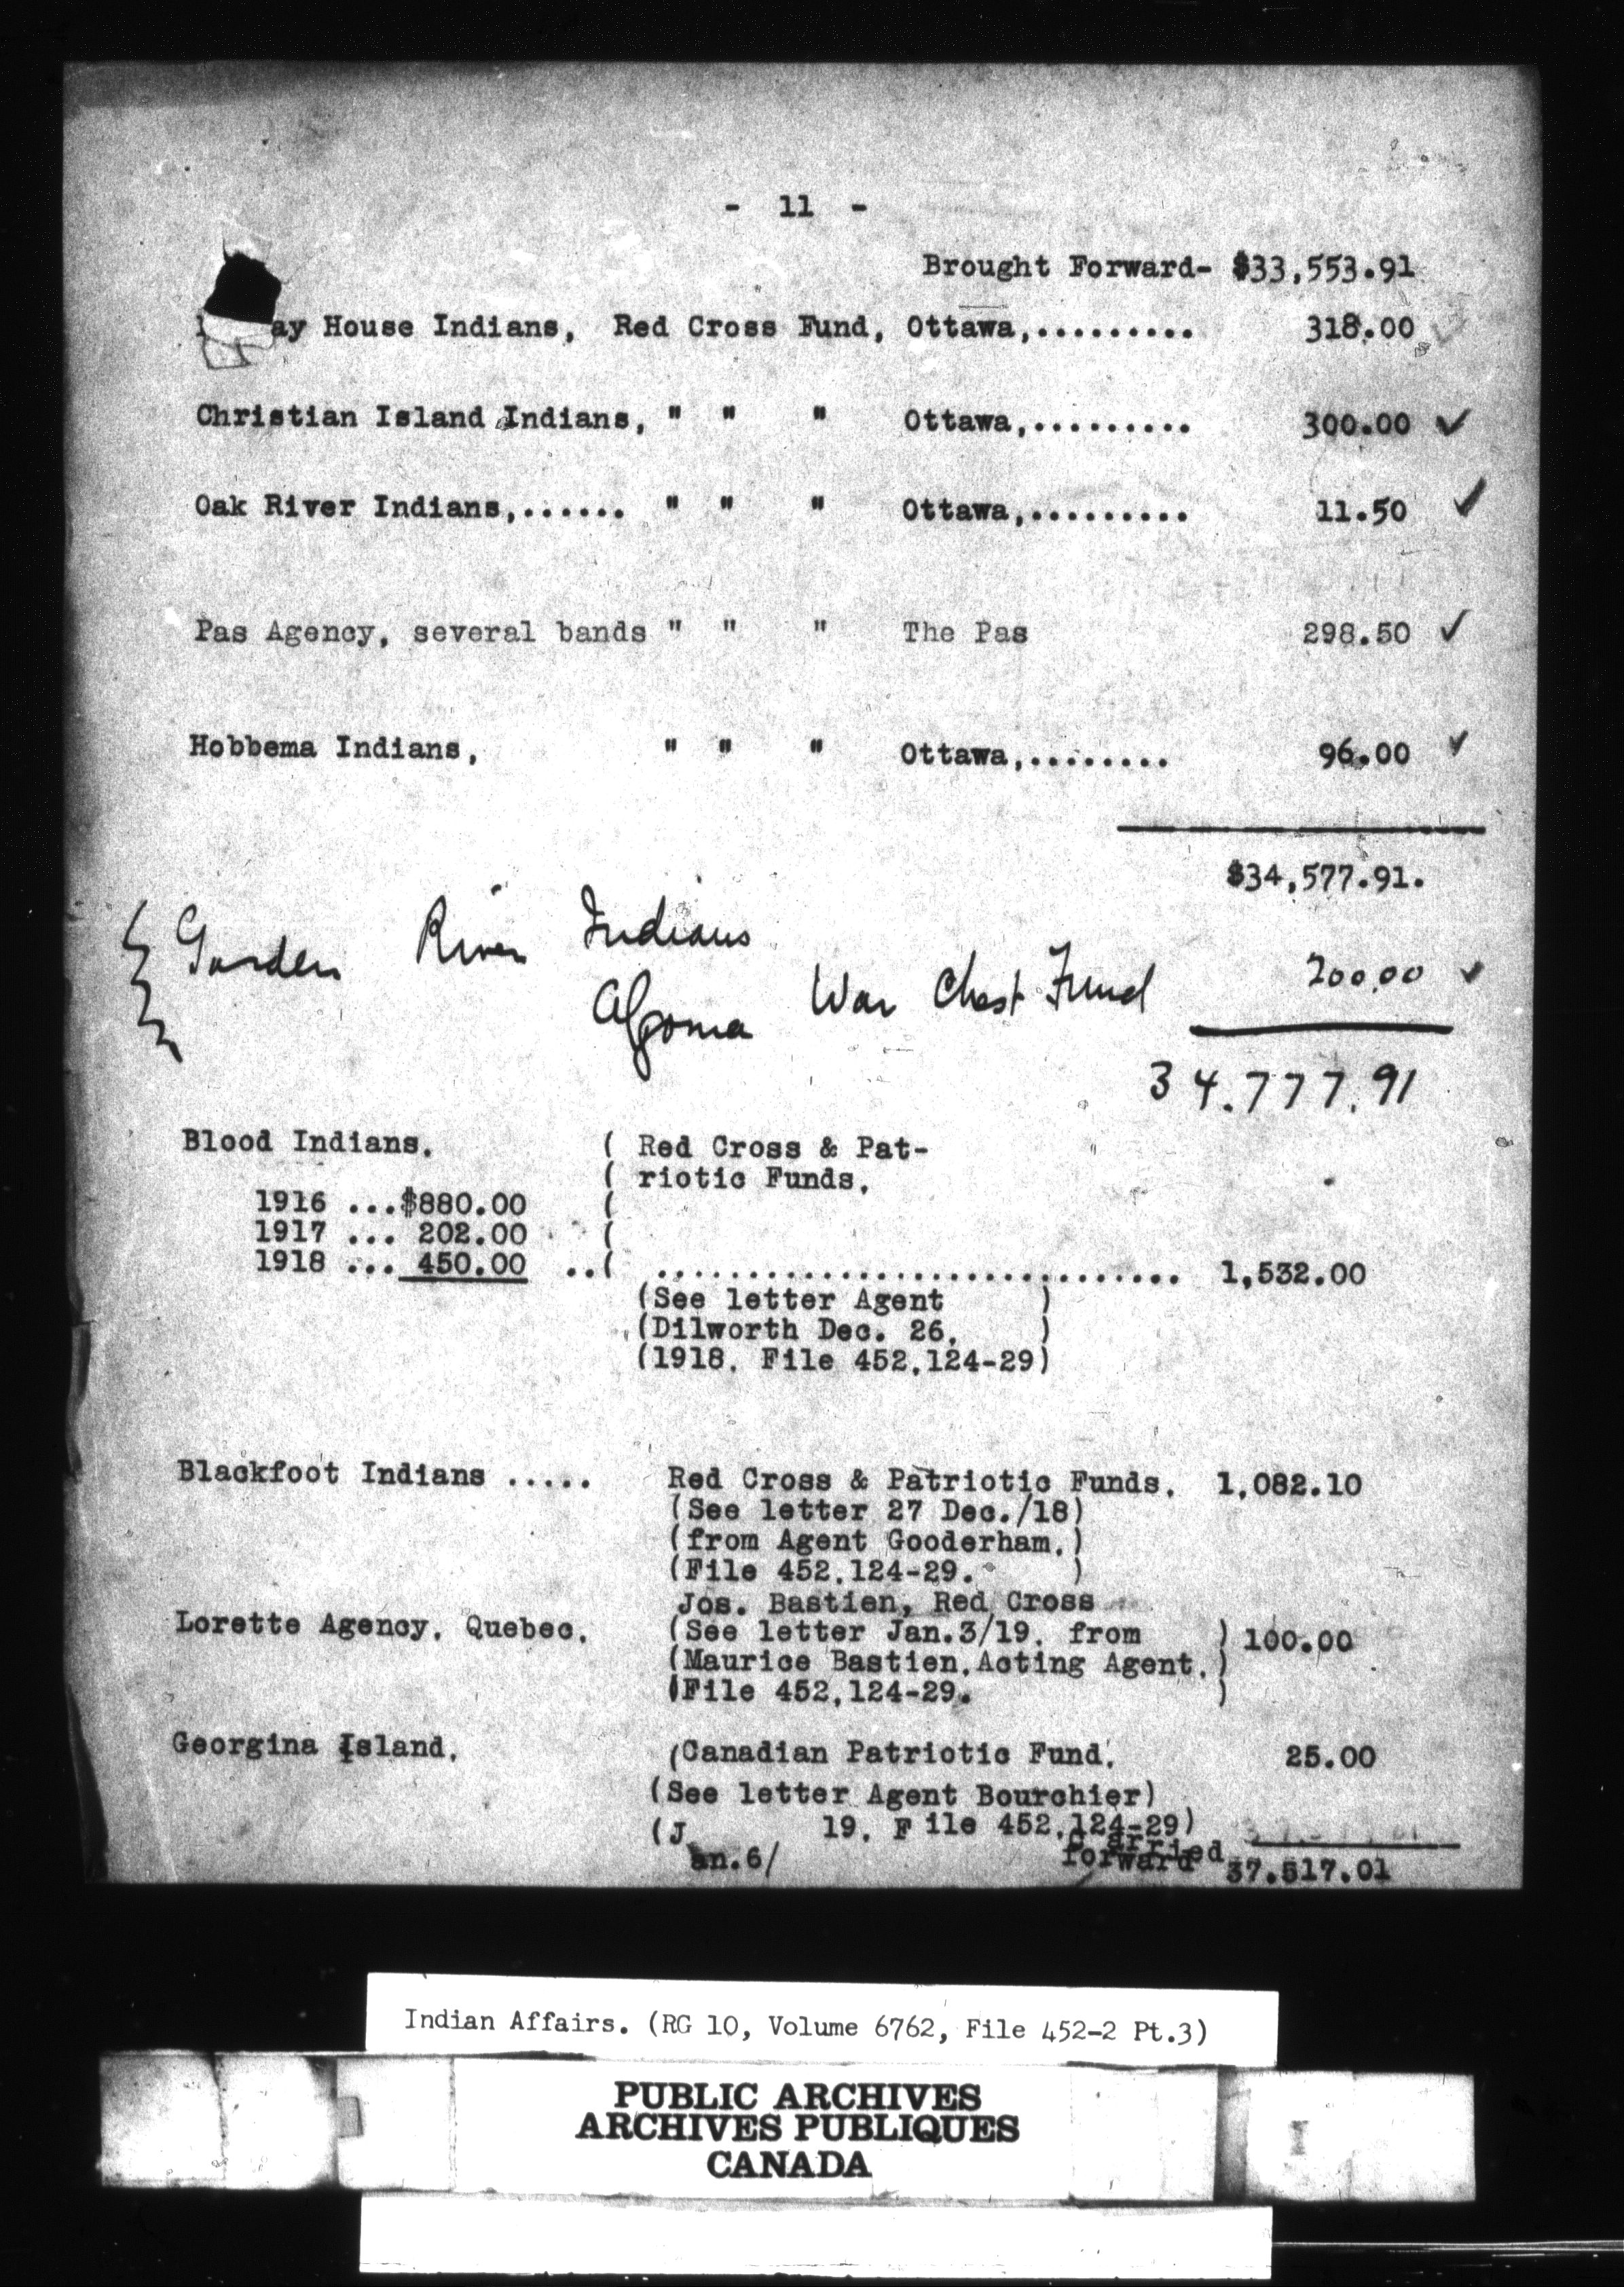 - 11 -
Brought Forward- $33,553.91
ay House Indians, Red Cross Fund, Ottawa,......... 318.00
Christian Island Indians, " " " Ottawa,......... 300.00 ✓
Oak River Indians,...... " " " Ottawa,......... 11.50 ✓
Pas Agency, several bands " " " The Pas 298.50 ✓
Hobbema Indians, " " " Ottawa,........ 96.00 ✓
$34,577.91.
Garden River Indians
Algoma War Chest Fund 200.00 ✓
34.777.91
Blood Indians. ( Red Cross & Pat-
( riotic Funds.
1916 ...$880.00 (
1917 ... 202.00 (
1918 ... 450.00 ..( ............................. 1,532.00
(See letter Agent )
(Dilworth Dec. 26. )
(1918. File 452.124-29)
Blackfoot Indians ..... Red Cross & Patriotic Funds. 1,082.10
(See letter 27 Dec./18)
(from Agent Gooderham.)
(File 452.124-29. )
Jos. Bastien, Red Cross
Lorette Agency. Quebec. (See letter Jan.3/19. from ) 100.00
(Maurice Bastien.Acting Agent.)
(File 452.124-29. )
Georgina Island. (Canadian Patriotic Fund. 25.00
(See letter Agent Bourchier)
(J 19. F ile 452.124-29)
an.6/ C arried
forward 37.517.01
Indian Affairs. (RG 10, Volume 6762, File 452-2 Pt.3)
PUBLIC ARCHIVES
ARCHIVES PUBLIQUES
CANADA